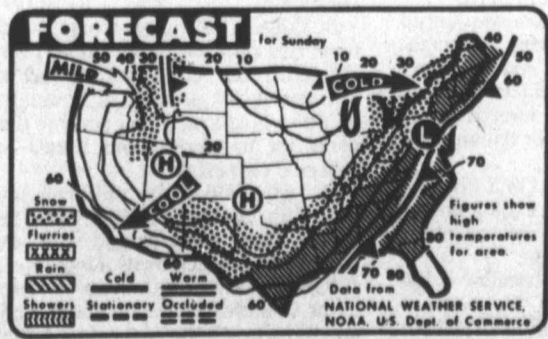 FORECAST
for Sunday
50 40 30 20 10 10 20 30 40 50
60
MILD
COLD
H
20
L
COOL
H
70
60
Figures show
high
temperatures
for area.
80
60
60
70 80
Snow
Flurries
XXXX
Rain
Showers
Cold Warm
Stationary Occluded
Data from
NATIONAL WEATHER SERVICE,
NOAA, U.S. Dept. of Commerce